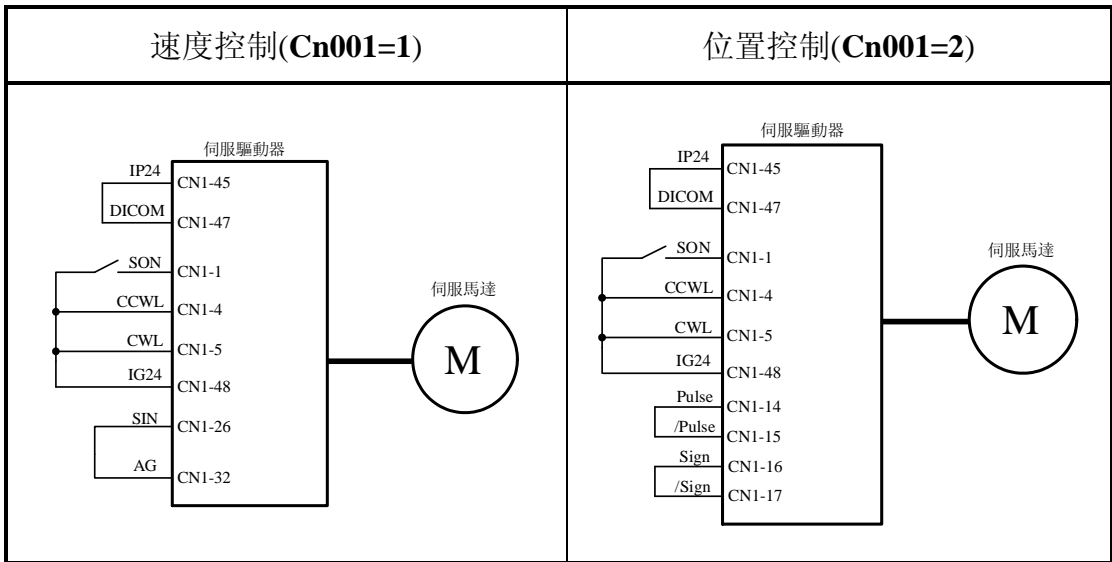 速度控制(Cn001=1)
位置控制(Cn001=2)
伺服驅動器
IP24 CN1-45
DICOM CN1-47
SON CN1-1
CCWL CN1-4
CWL CN1-5
IG24 CN1-48
SIN CN1-26
AG CN1-32
伺服馬達
M
伺服驅動器
IP24 CN1-45
DICOM CN1-47
SON CN1-1
CCWL CN1-4
CWL CN1-5
IG24 CN1-48
Pulse CN1-14
/Pulse CN1-15
Sign CN1-16
/Sign CN1-17
伺服馬達
M